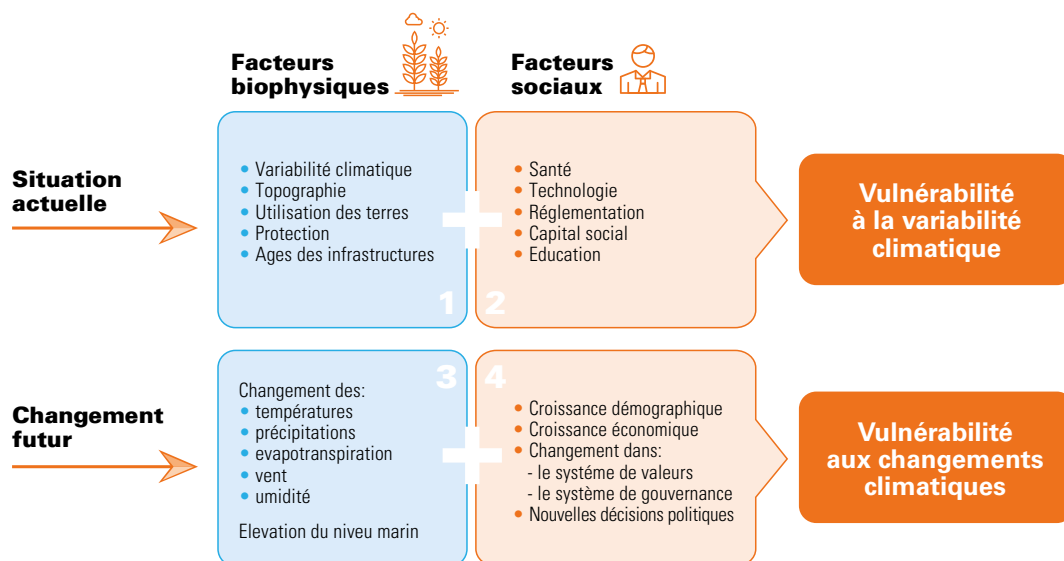 Facteurs
biophysiques
Facteurs
sociaux
Situation
actuelle
• Variabilité climatique
• Topographie
• Utilisation des terres
• Protection
• Ages des infrastructures
1
• Santé
• Technologie
• Réglementation
• Capital social
• Education
2
Vulnérabilité
à la variabilité
climatique
Changement
futur
3
Changement des:
• températures
• précipitations
• evapotranspiration
• vent
• umidité
Elevation du niveu marin
4
• Croissance démographique
• Croissance économique
• Changement dans:
- le systéme de valeurs
- le système de gouvernance
• Nouvelles décisions politiques
Vulnérabilité
aux changements
climatiques